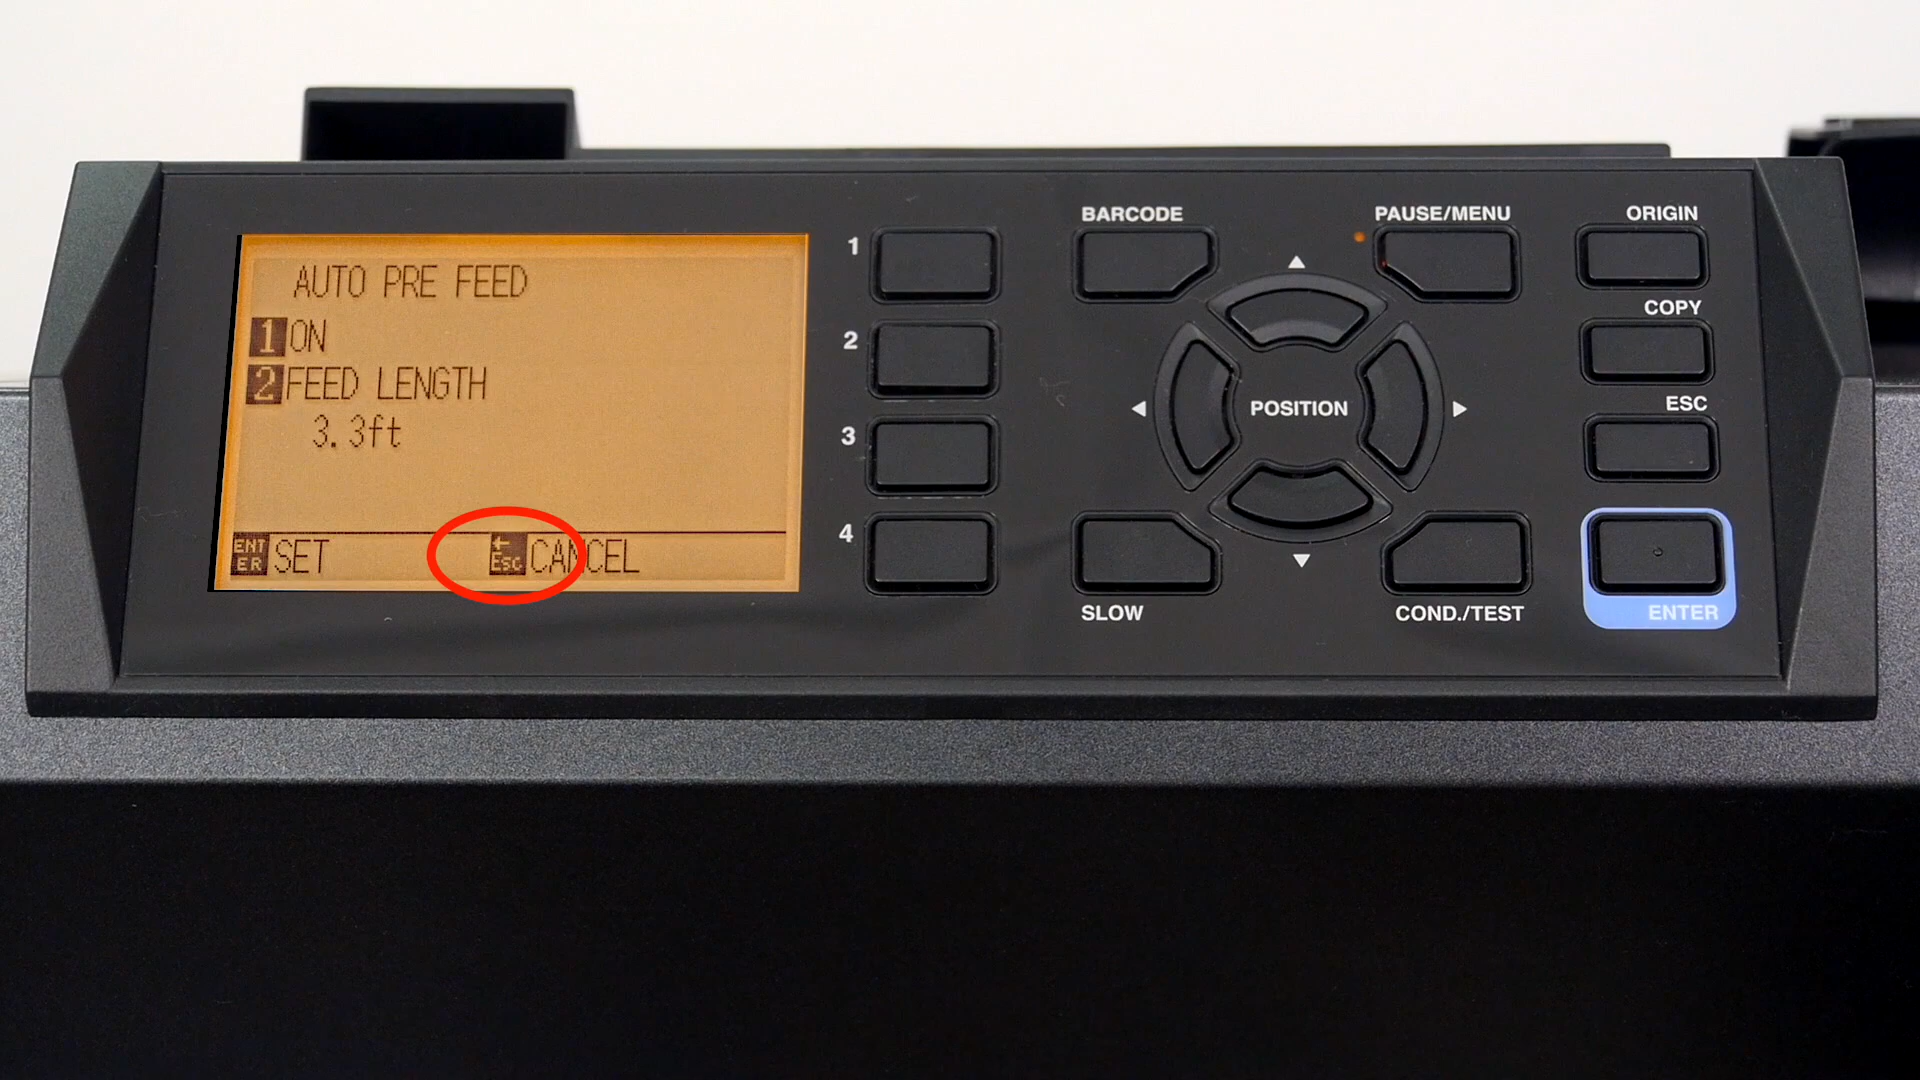 AUTO PRE FEED
1 ON
2 FEED LENGTH
3.3ft
ENTER SET
Esc CANCEL
1
2
3
4
BARCODE
PAUSE/MENU
ORIGIN
COPY
POSITION
ESC
SLOW
COND./TEST
ENTER